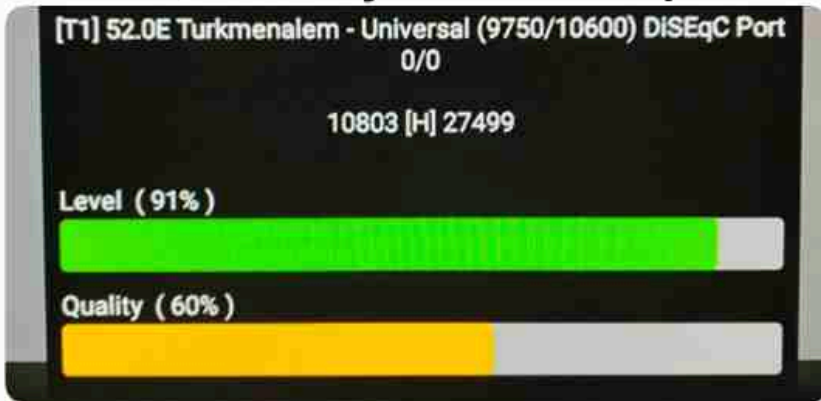 [T1] 52.0E Turkmenalem - Universal (9750/10600) DiSEqC Port
0/0
10803 [H] 27499
Level ( 91% )
Quality ( 60% )